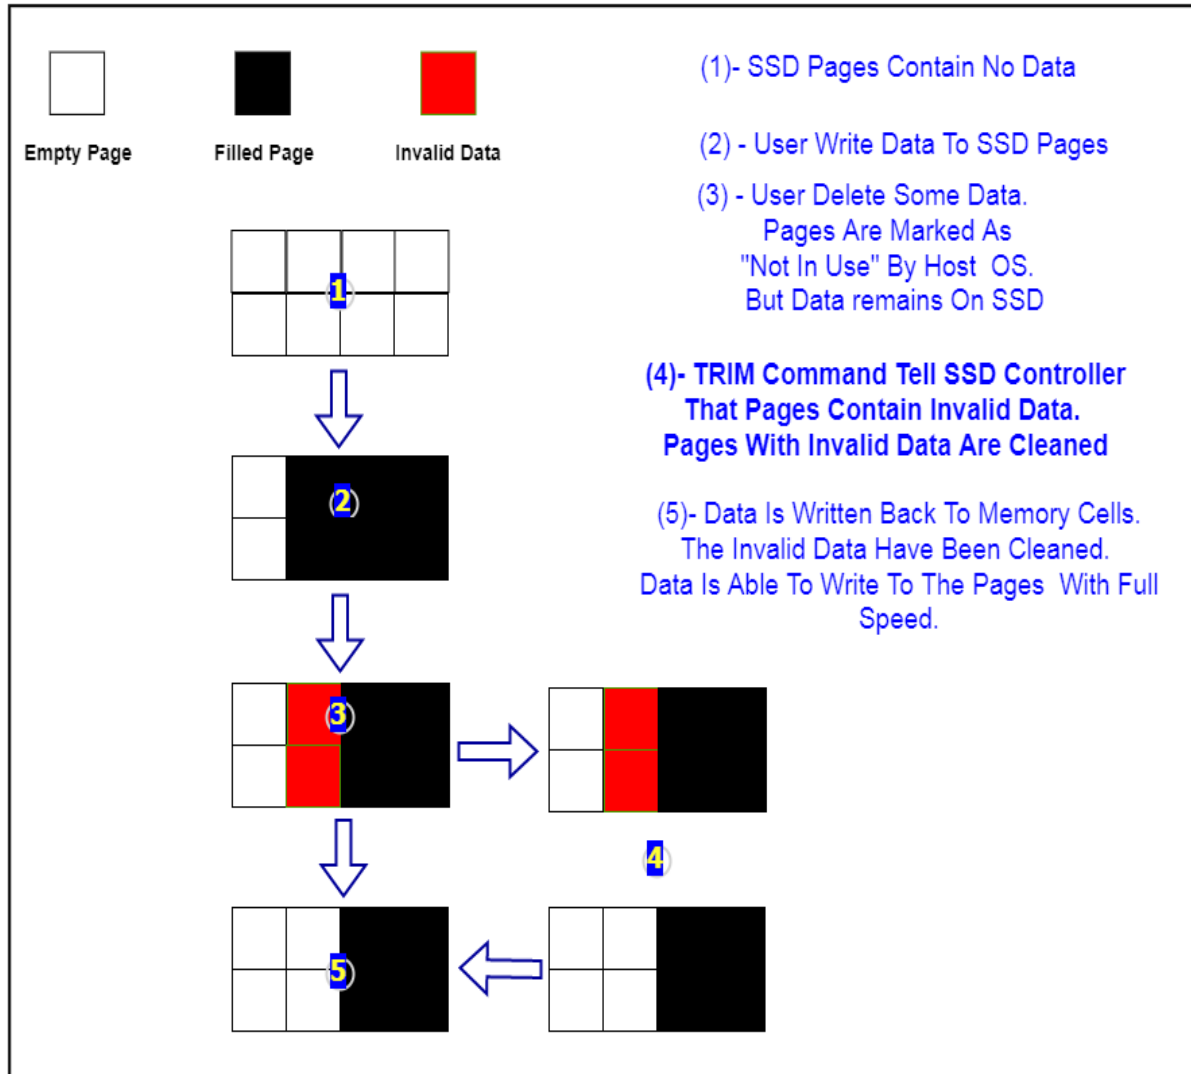 Empty Page
Filled Page
Invalid Data
(1)- SSD Pages Contain No Data
(2) - User Write Data To SSD Pages
(3) - User Delete Some Data.
Pages Are Marked As
"Not In Use" By Host OS.
But Data remains On SSD
(4)- TRIM Command Tell SSD Controller
That Pages Contain Invalid Data.
Pages With Invalid Data Are Cleaned
(5)- Data Is Written Back To Memory Cells.
The Invalid Data Have Been Cleaned.
Data Is Able To Write To The Pages With Full
Speed.
1
2
3
4
5